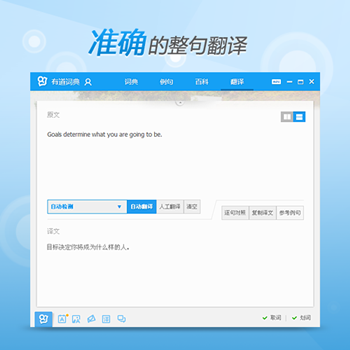 准确的整句翻译
有道词典
词典 例句 百科 翻译
原文
Goals determine what you are going to be.
自动检测 自动翻译 人工翻译 清空
逐句对照 复制译文 参考例句
译文
目标决定你将成为什么样的人。
取词 划词